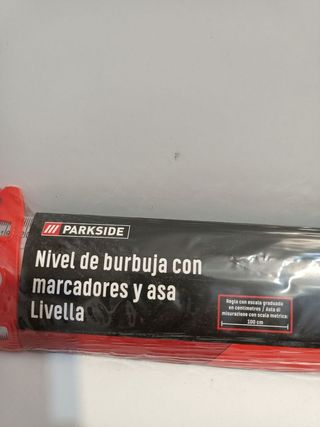 PARKSIDE
Nivel de burbuja con
marcadores y asa
Livella
Regla con escala graduada
en centímetros / Asta di
misurazione con scala metrica:
100 cm